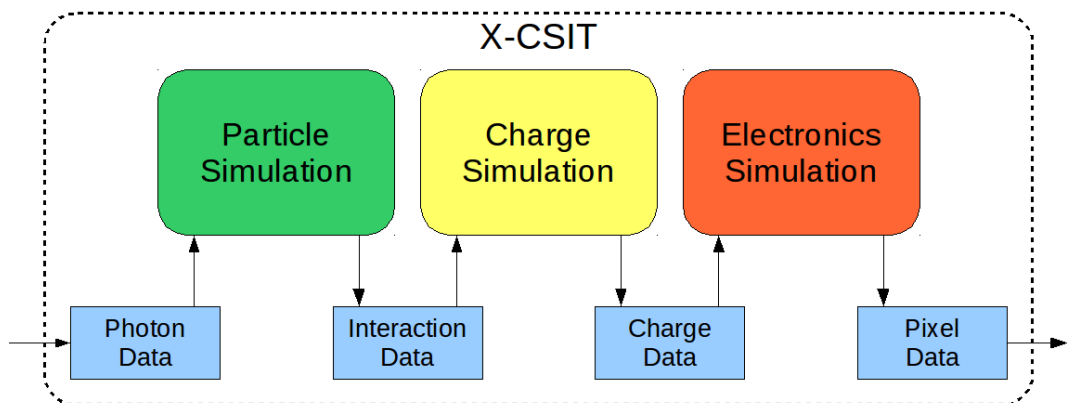 X-CSIT
Particle
Simulation
Charge
Simulation
Electronics
Simulation
Photon
Data
Interaction
Data
Charge
Data
Pixel
Data